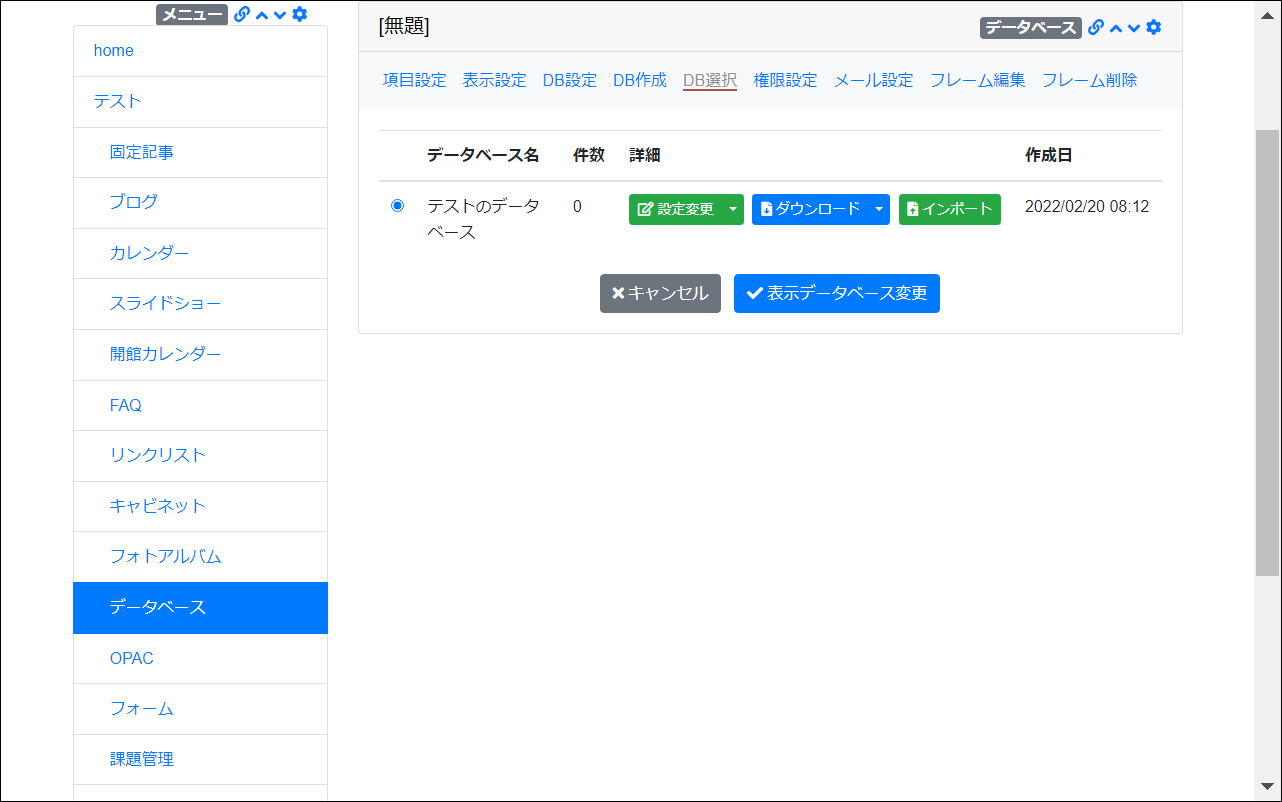 メニュー
home
テスト
固定記事
ブログ
カレンダー
スライドショー
開館カレンダー
FAQ
リンクリスト
キャビネット
フォトアルバム
データベース
OPAC
フォーム
課題管理
[無題]
データベース
項目設定 表示設定 DB設定 DB作成 DB選択 権限設定 メール設定 フレーム編集 フレーム削除
データベース名 件数 詳細 作成日
テストのデータ 0 設定変更 ダウンロード インポート 2022/02/20 08:12
ベース
キャンセル 表示データベース変更